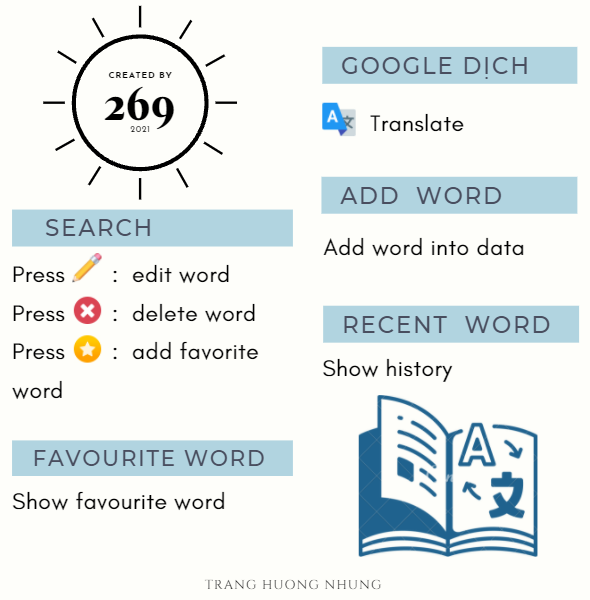 CREATED BY
269
2021
SEARCH
Press : edit word
Press : delete word
Press : add favorite
word
FAVOURITE WORD
Show favourite word
GOOGLE DỊCH
Translate
ADD WORD
Add word into data
RECENT WORD
Show history
A
文
TRANG HUONG NHUNG